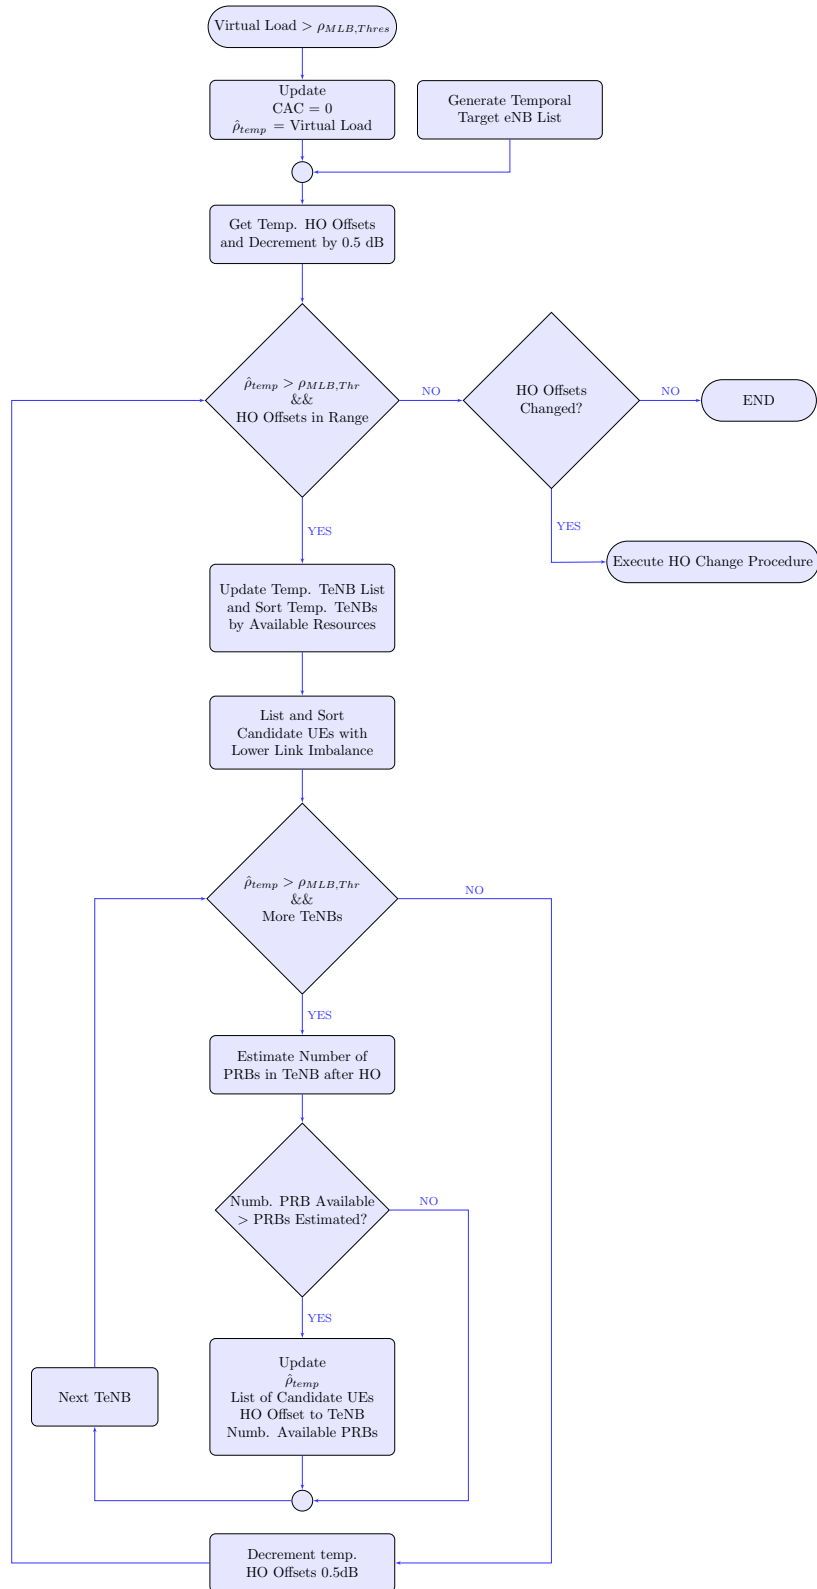 Virtual Load > ρ_{MLB,Thres}
Update
CAC = 0
ρ̂_{temp} = Virtual Load
Generate Temporal
Target eNB List
Get Temp. HO Offsets
and Decrement by 0.5 dB
ρ̂_{temp} > ρ_{MLB,Thr}
&&
HO Offsets in Range
NO
HO Offsets
Changed?
NO
END
YES
YES
Execute HO Change Procedure
Update Temp. TeNB List
and Sort Temp. TeNBs
by Available Resources
List and Sort
Candidate UEs with
Lower Link Imbalance
ρ̂_{temp} > ρ_{MLB,Thr}
&&
More TeNBs
NO
YES
Estimate Number of
PRBs in TeNB after HO
Numb. PRB Available
> PRBs Estimated?
NO
YES
Update
ρ̂_{temp}
List of Candidate UEs
HO Offset to TeNB
Numb. Available PRBs
Next TeNB
Decrement temp.
HO Offsets 0.5dB